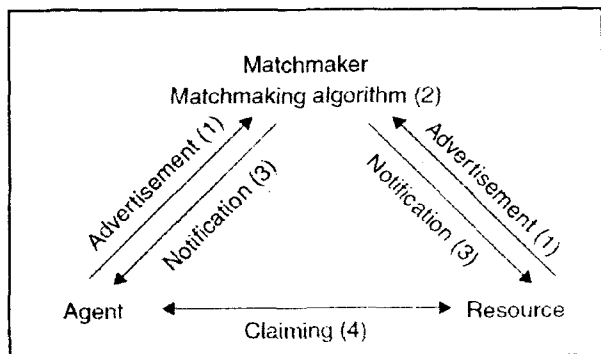 Matchmaker
Matchmaking algorithm (2)
Advertisement (1)
Notification (3)
Notification (3)
Advertisement (1)
Agent
Resource
Claiming (4)